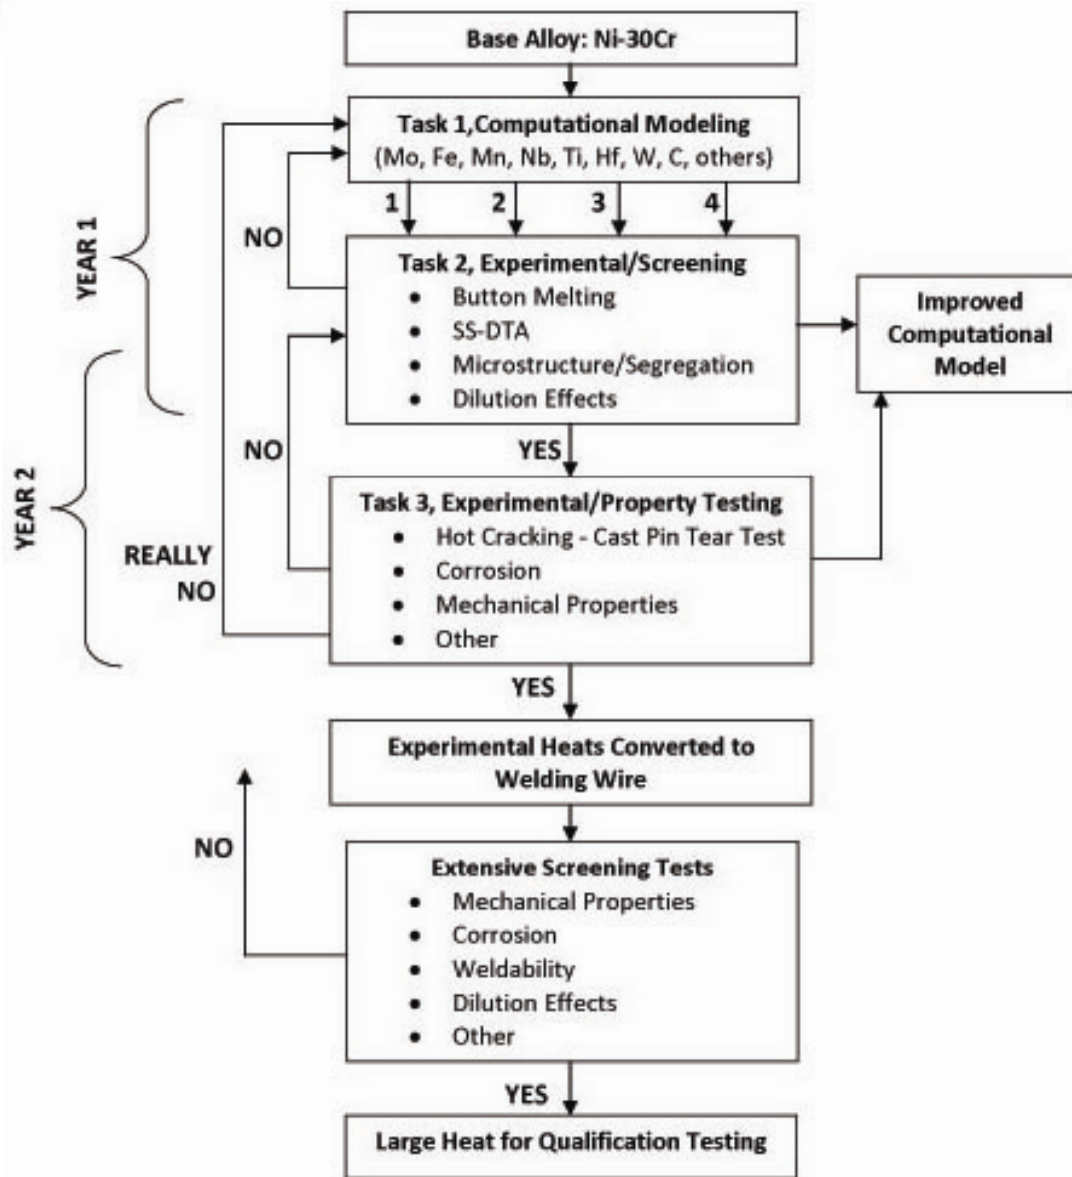 Base Alloy: Ni-30Cr
Task 1,Computational Modeling
(Mo, Fe, Mn, Nb, Ti, Hf, W, C, others)
1
2
3
4
NO
YEAR 1
Task 2, Experimental/Screening
• Button Melting
• SS-DTA
• Microstructure/Segregation
• Dilution Effects
Improved
Computational
Model
NO
YES
YEAR 2
Task 3, Experimental/Property Testing
• Hot Cracking - Cast Pin Tear Test
• Corrosion
• Mechanical Properties
• Other
REALLY
NO
YES
Experimental Heats Converted to
Welding Wire
NO
Extensive Screening Tests
• Mechanical Properties
• Corrosion
• Weldability
• Dilution Effects
• Other
YES
Large Heat for Qualification Testing